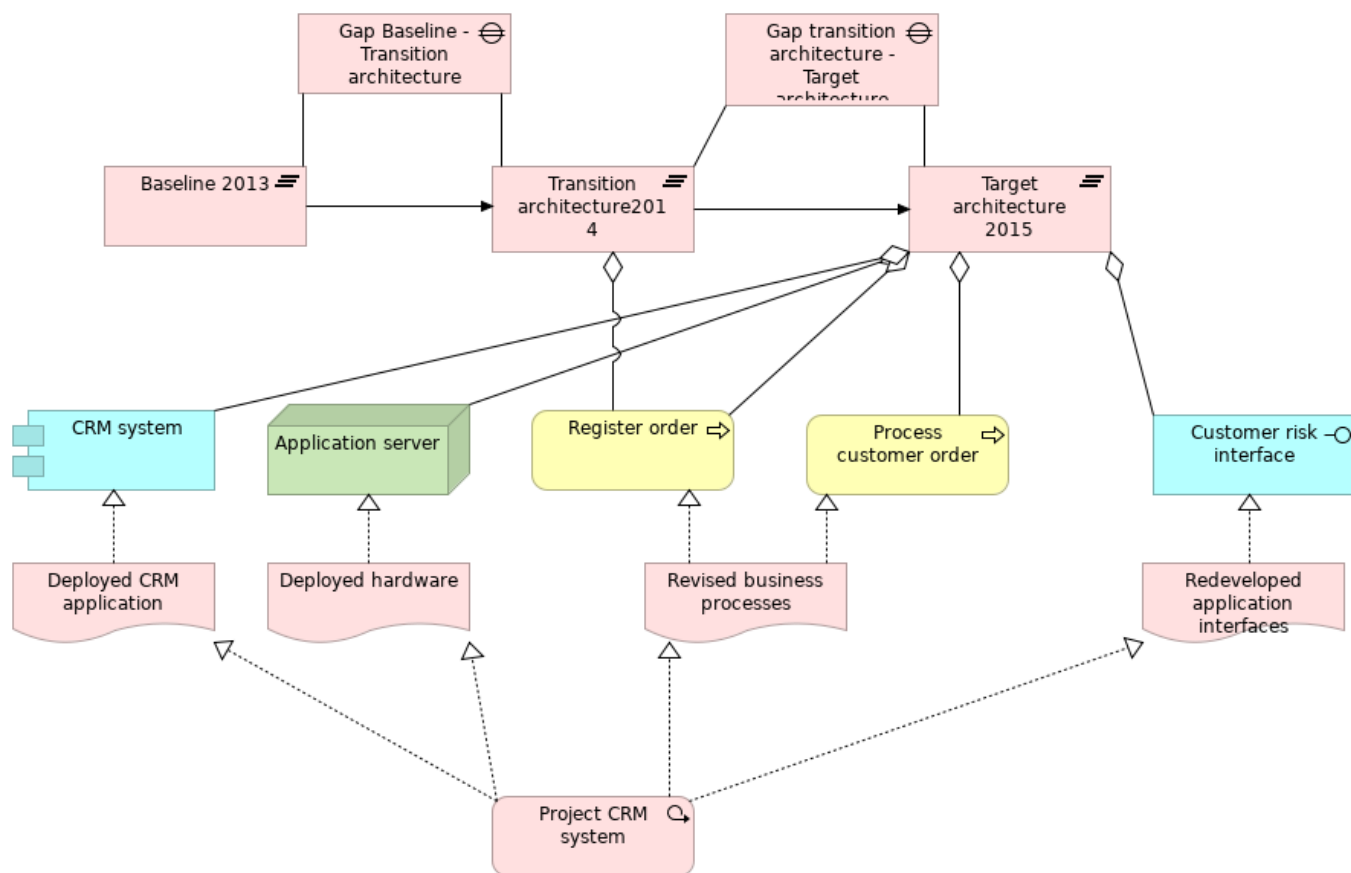 Gap Baseline -
Transition
architecture
Gap transition
architecture -
Target
architecture
Baseline 2013
Transition
architecture201
4
Target
architecture
2015
CRM system
Application server
Register order
Process
customer order
Customer risk
interface
Deployed CRM
application
Deployed hardware
Revised business
processes
Redeveloped
application
interfaces
Project CRM
system